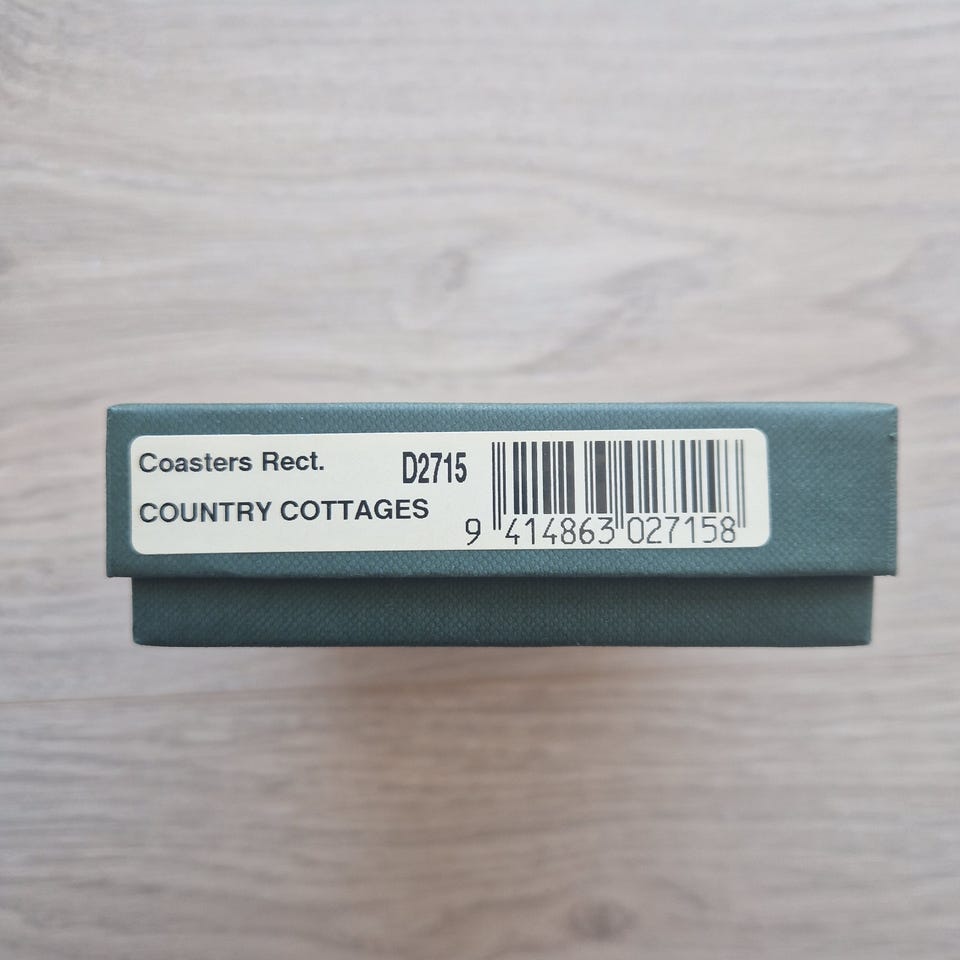 Coasters Rect. D2715
COUNTRY COTTAGES
9 414863 027158